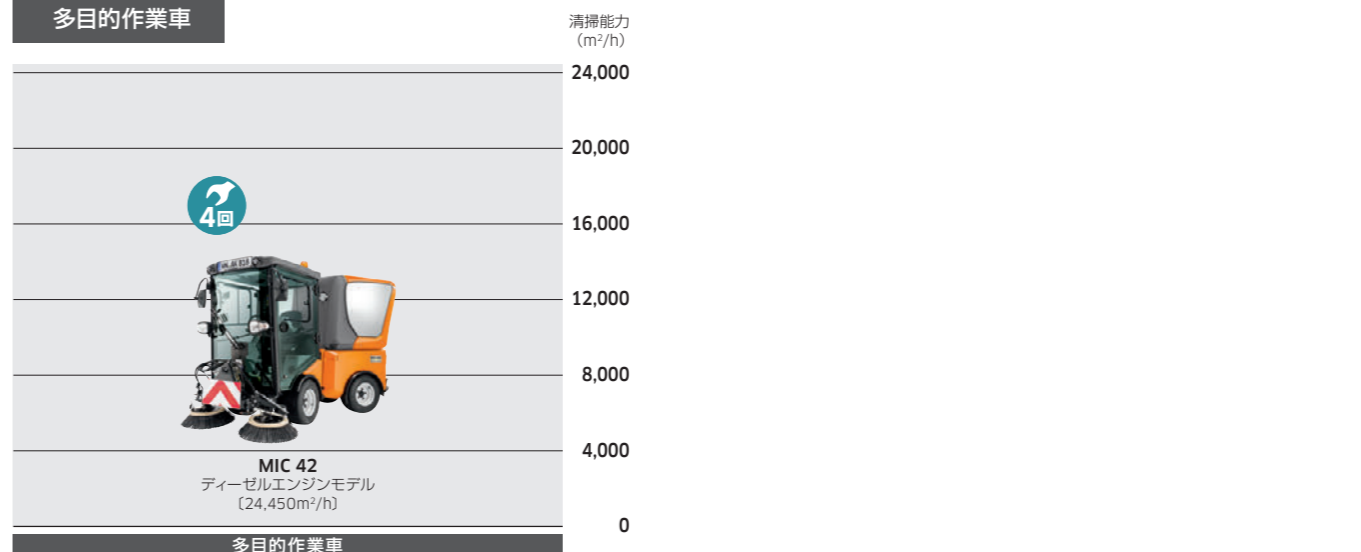 多目的作業車
清掃能力
（m²/h）
24,000
20,000
4回
16,000
12,000
8,000
4,000
MIC 42
ディーゼルエンジンモデル
〔24,450m²/h〕
0
多目的作業車